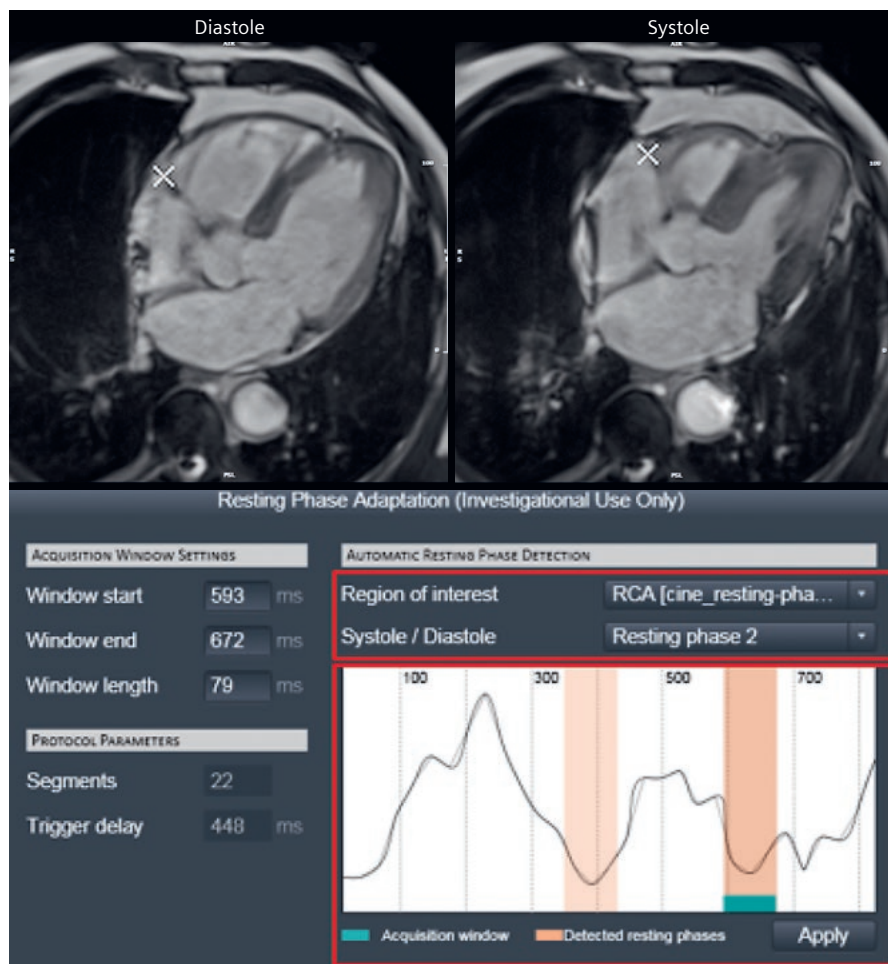 Diastole
Systole
100
Resting Phase Adaptation (Investigational Use Only)
ACQUISITION WINDOW SETTINGS
Window start 593 ms
Window end 672 ms
Window length 79 ms
PROTOCOL PARAMETERS
Segments 22
Trigger delay 448 ms
AUTOMATIC RESTING PHASE DETECTION
Region of interest RCA [cine_resting-pha...
Systole / Diastole Resting phase 2
100 300 500 700
Acquisition window Detected resting phases Apply